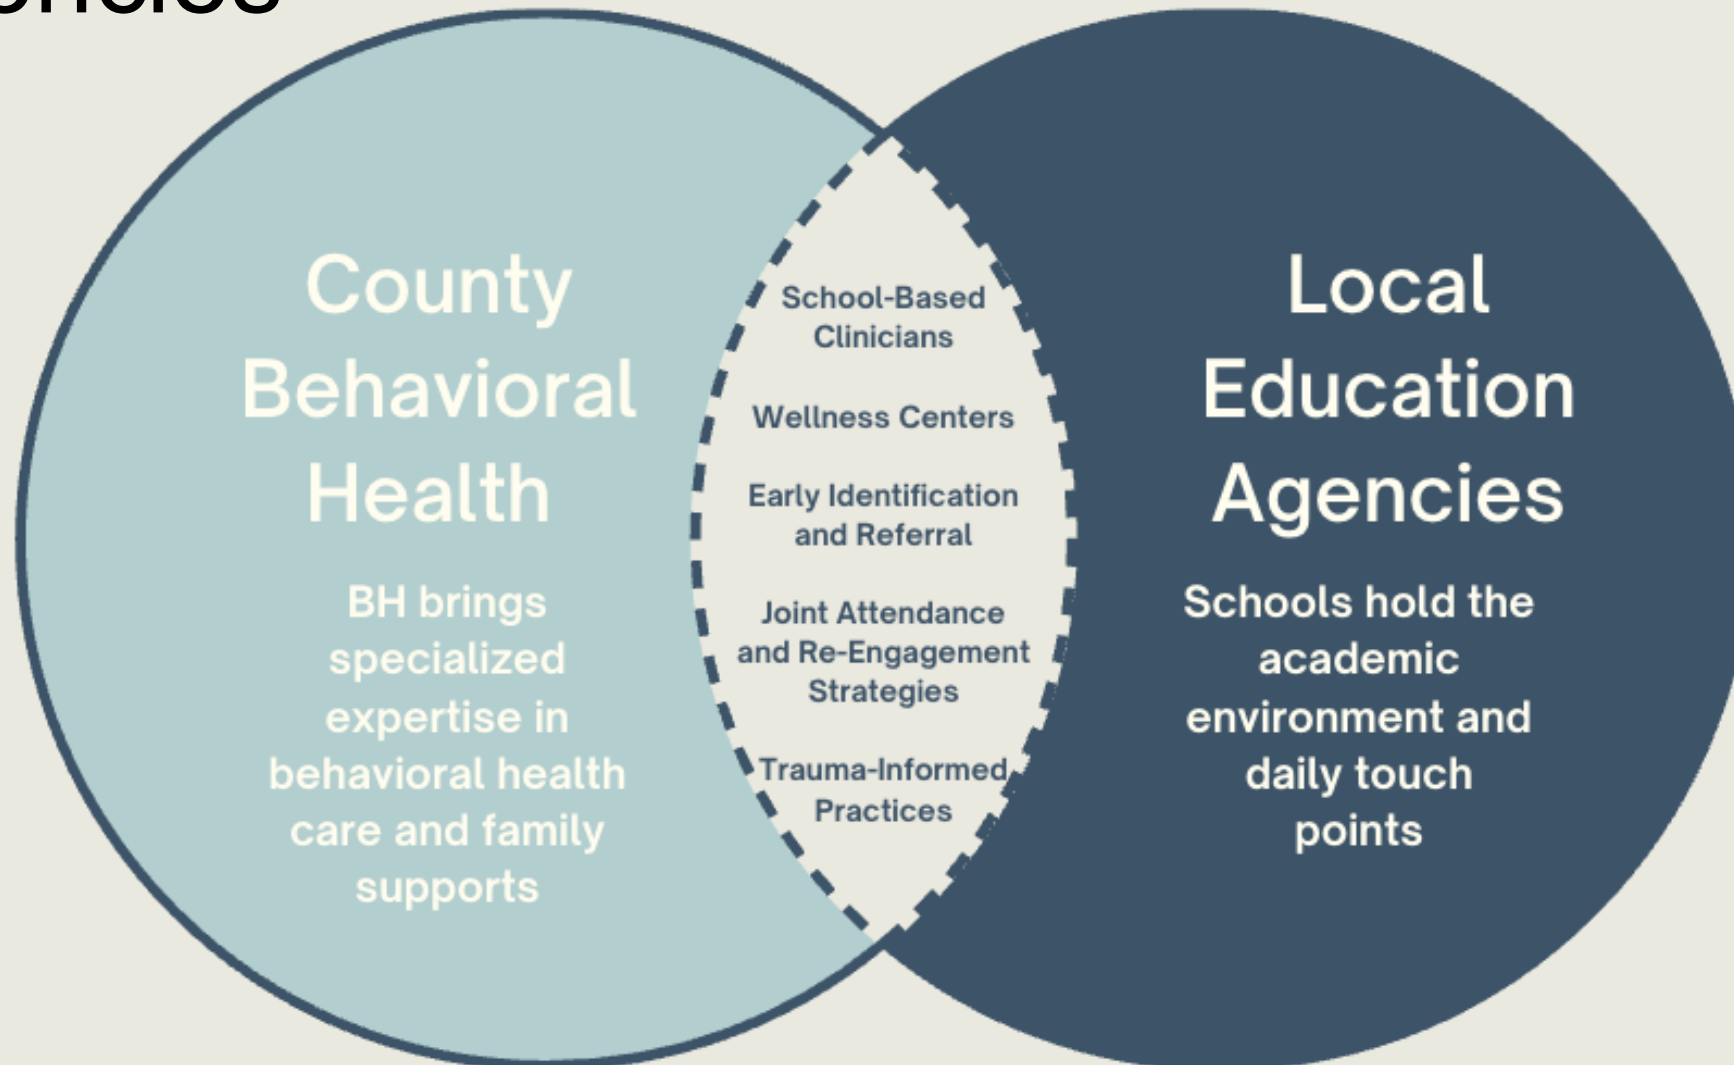 County
Behavioral
Health
BH brings
specialized
expertise in
behavioral health
care and family
supports
School-Based
Clinicians
Wellness Centers
Early Identification
and Referral
Joint Attendance
and Re-Engagement
Strategies
Trauma-Informed
Practices
Local
Education
Agencies
Schools hold the
academic
environment and
daily touch
points